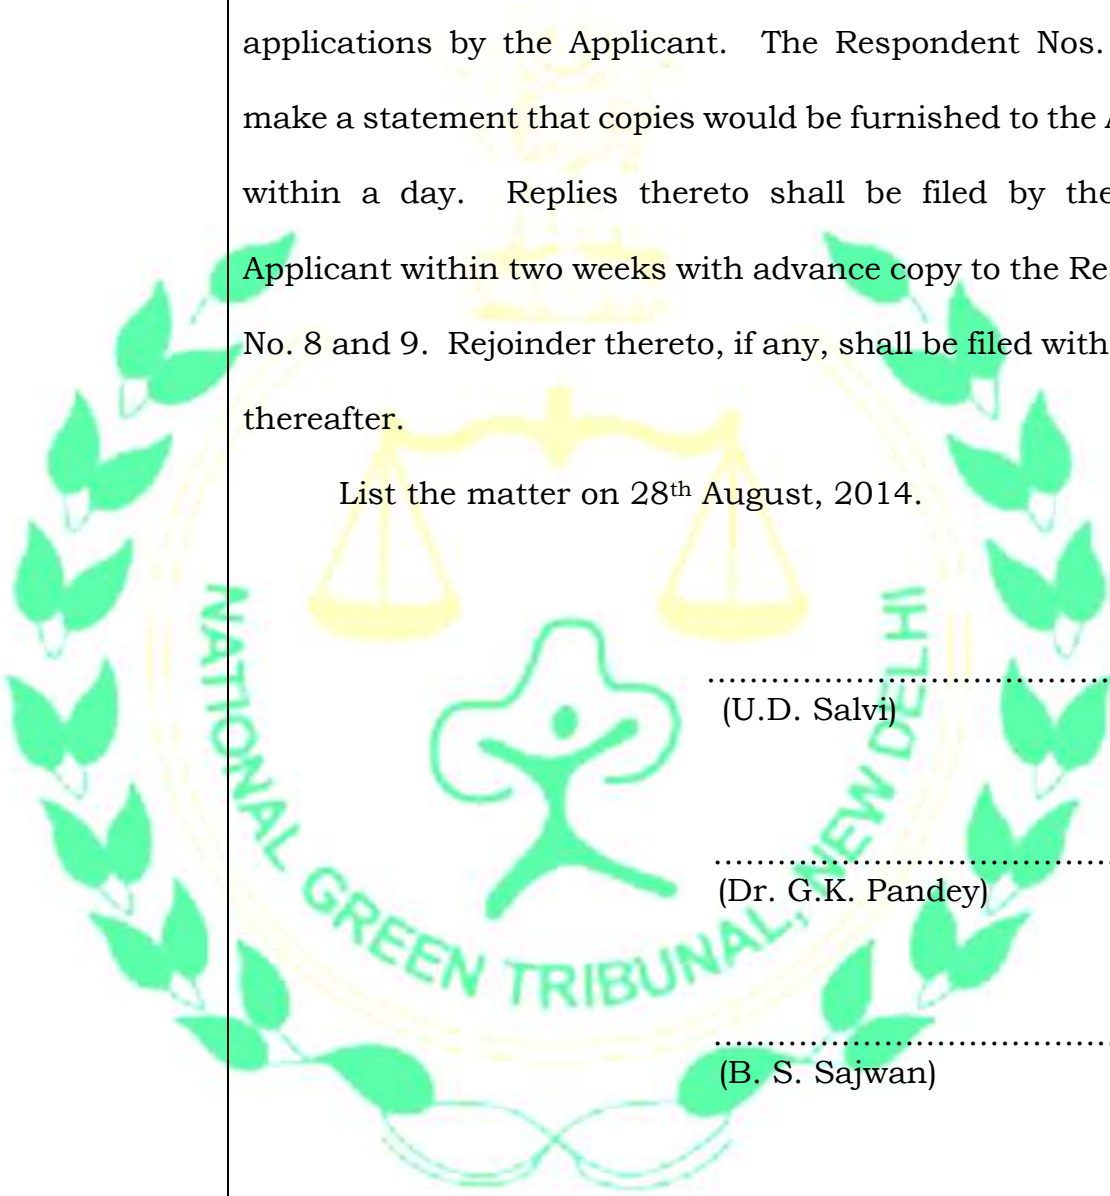 applications by the Applicant. The Respondent Nos.
make a statement that copies would be furnished to the
within a day. Replies thereto shall be filed by the
Applicant within two weeks with advance copy to the
No. 8 and 9. Rejoinder thereto, if any, shall be filed with
thereafter.
List the matter on 28th August, 2014.
………………………………
(U.D. Salvi)
………………………………
(Dr. G.K. Pandey)
………………………………
(B. S. Sajwan)
NATIONAL GREEN TRIBUNAL, NEW DELHI